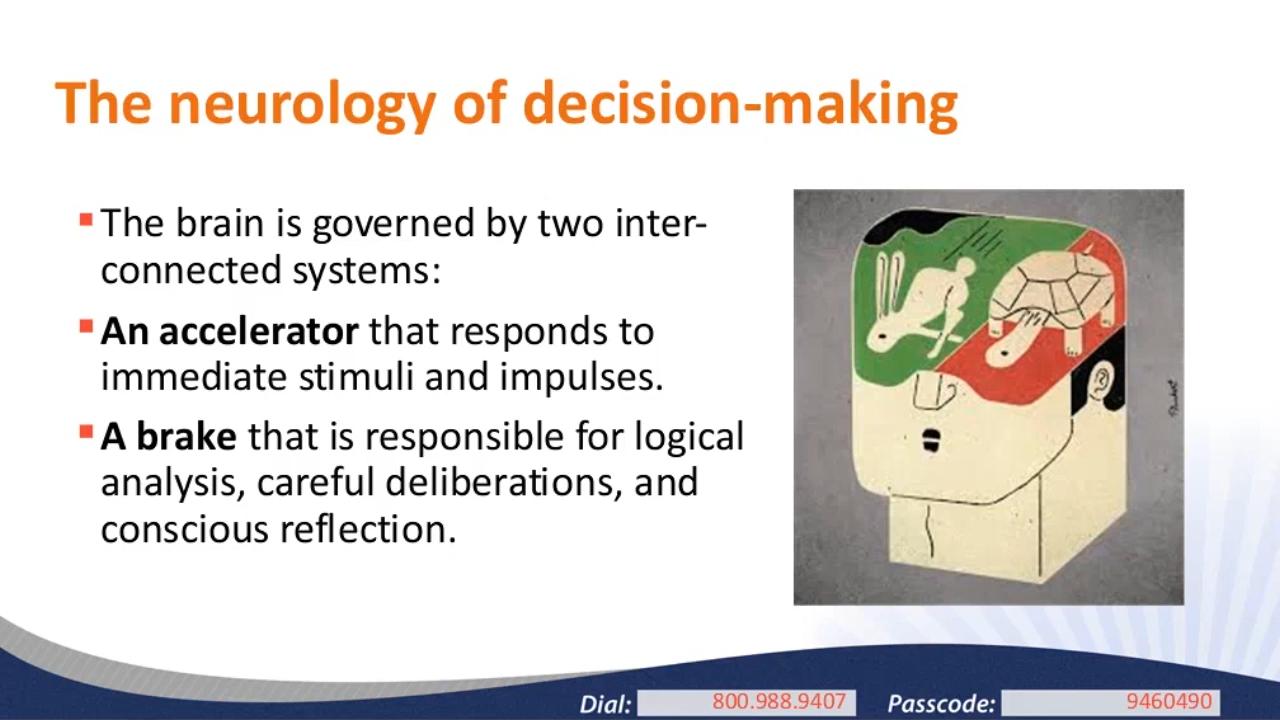 The neurology of decision-making
The brain is governed by two inter-
connected systems:
An accelerator that responds to
immediate stimuli and impulses.
A brake that is responsible for logical
analysis, careful deliberations, and
conscious reflection.
Dial: 800.988.9407 Passcode: 9460490